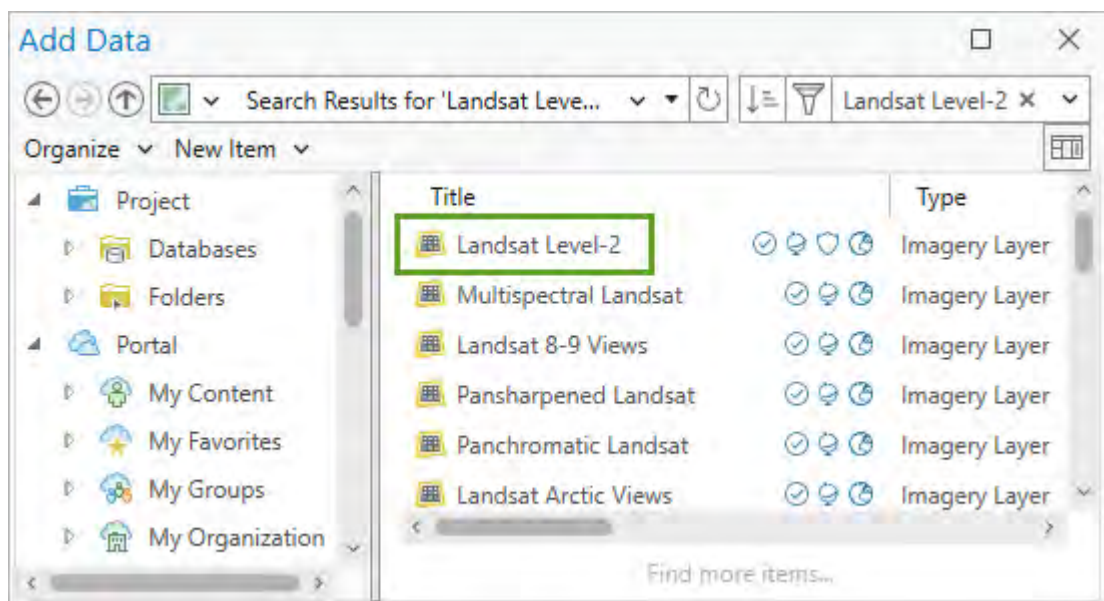 Add Data
Search Results for 'Landsat Leve... Landsat Level-2
Organize New Item
Project
Databases
Folders
Portal
My Content
My Favorites
My Groups
My Organization
Title Type
Landsat Level-2 Imagery Layer
Multispectral Landsat Imagery Layer
Landsat 8-9 Views Imagery Layer
Pansharpened Landsat Imagery Layer
Panchromatic Landsat Imagery Layer
Landsat Arctic Views Imagery Layer
Find more items...